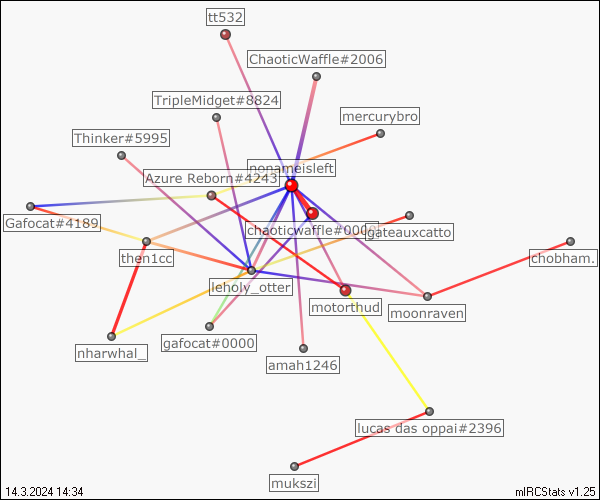 tt532
ChaoticWaffle#2006
TripleMidget#8824
mercurybro
Thinker#5995
nonameisleft
Azure Reborn#4243
Gafocat#4189
chaoticwaffle#0000
gateauxcatto
then1cc
chobham.
leholy_otter
motorthud
moonraven
gafocat#0000
nharwhal_
amah1246
lucas das oppai#2396
mukszi
14.3.2024 14:34
mIRCStats v1.25